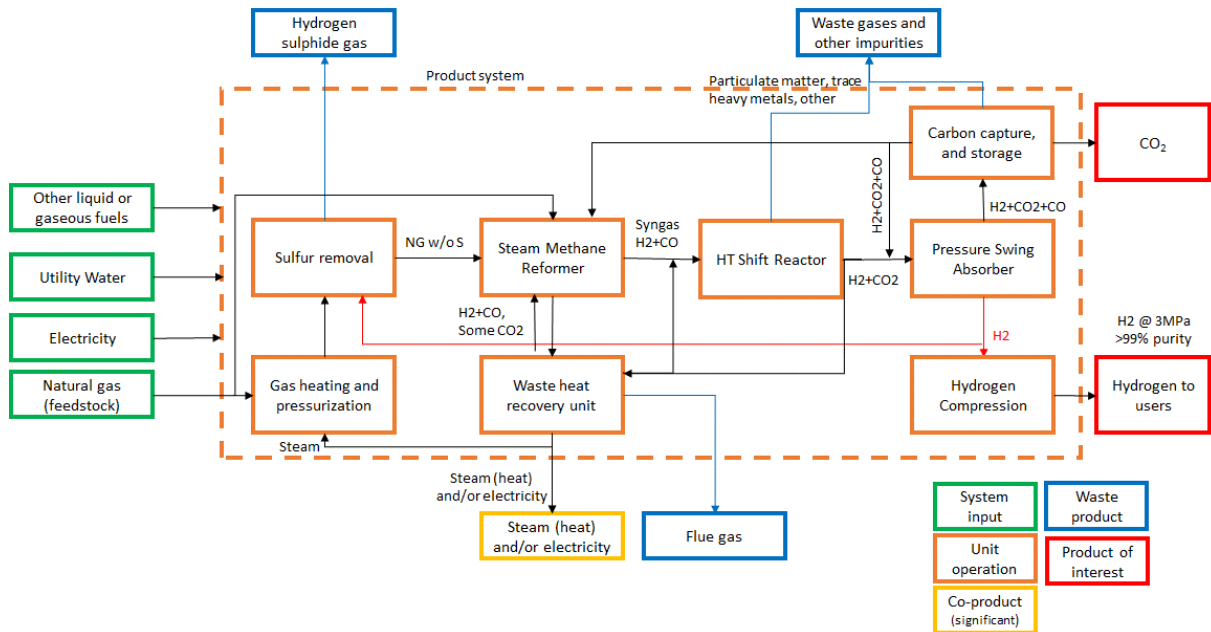 Hydrogen
sulphide gas
Waste gases and
other impurities
Product system
Particulate matter, trace
heavy metals, other
Carbon capture,
and storage
CO2
Other liquid or
gaseous fuels
H2+CO2+CO
H2+CO2+CO
Sulfur removal
NG w/o S
Steam Methane
Reformer
Syngas
H2+CO
HT Shift Reactor
H2+CO2
Pressure Swing
Absorber
Utility Water
H2+CO,
Some CO2
H2
H2 @ 3MPa
>99% purity
Electricity
Natural gas
(feedstock)
Gas heating and
pressurization
Waste heat
recovery unit
Hydrogen
Compression
Hydrogen to
users
Steam
Steam (heat)
and/or electricity
Steam (heat)
and/or electricity
Flue gas
System
input
Waste
product
Unit
operation
Product of
interest
Co-product
(significant)